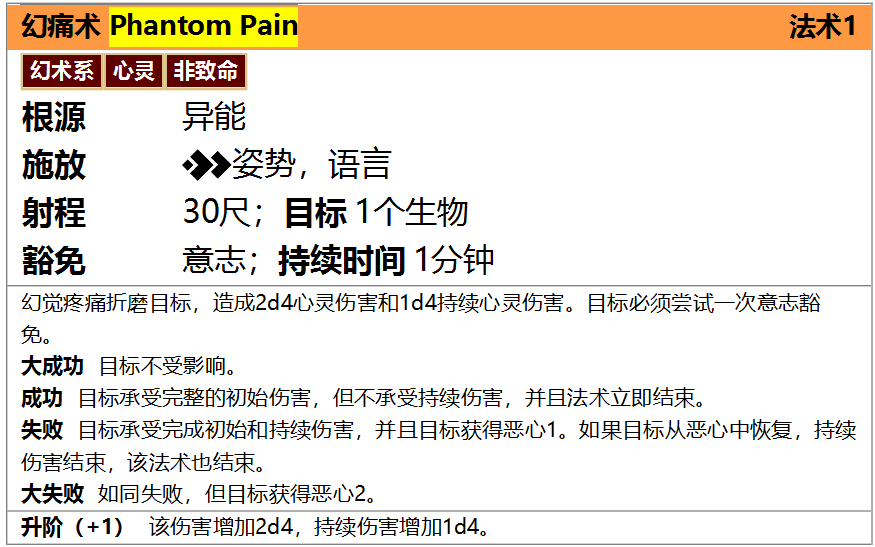 幻痛术 Phantom Pain 法术1
幻术系 心灵 非致命
根源 异能
施放 姿势，语言
射程 30尺；目标 1个生物
豁免 意志；持续时间 1分钟
幻觉疼痛折磨目标，造成2d4心灵伤害和1d4持续心灵伤害。目标必须尝试一次意志豁
免。
大成功 目标不受影响。
成功 目标承受完整的初始伤害，但不承受持续伤害，并且法术立即结束。
失败 目标承受完成初始和持续伤害，并且目标获得恶心1。如果目标从恶心中恢复，持续
伤害结束，该法术也结束。
大失败 如同失败，但目标获得恶心2。
升阶（+1） 该伤害增加2d4，持续伤害增加1d4。